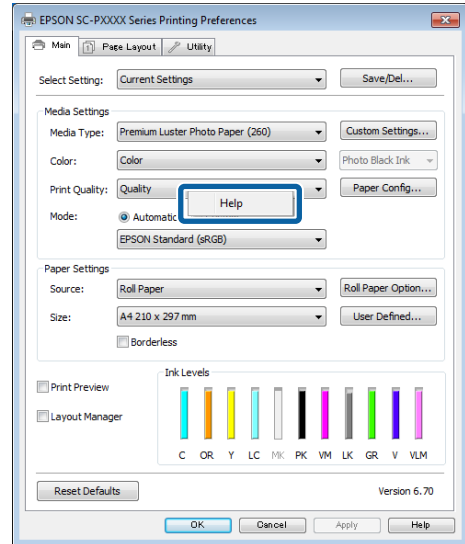 EPSON SC-PXXXX Series Printing Preferences
Main Page Layout Utility
Select Setting: Current Settings Save/Del...
Media Settings
Media Type: Premium Luster Photo Paper (260) Custom Settings...
Color: Color Photo Black Ink
Print Quality: Quality Paper Config...
Help
Mode: Automatic
EPSON Standard (sRGB)
Paper Settings
Source: Roll Paper Roll Paper Option...
Size: A4 210 x 297 mm User Defined...
Borderless
Ink Levels
Print Preview
Layout Manager
C OR Y LC MK PK VM LK GR V VLM
Reset Defaults Version 6.70
OK Cancel Apply Help